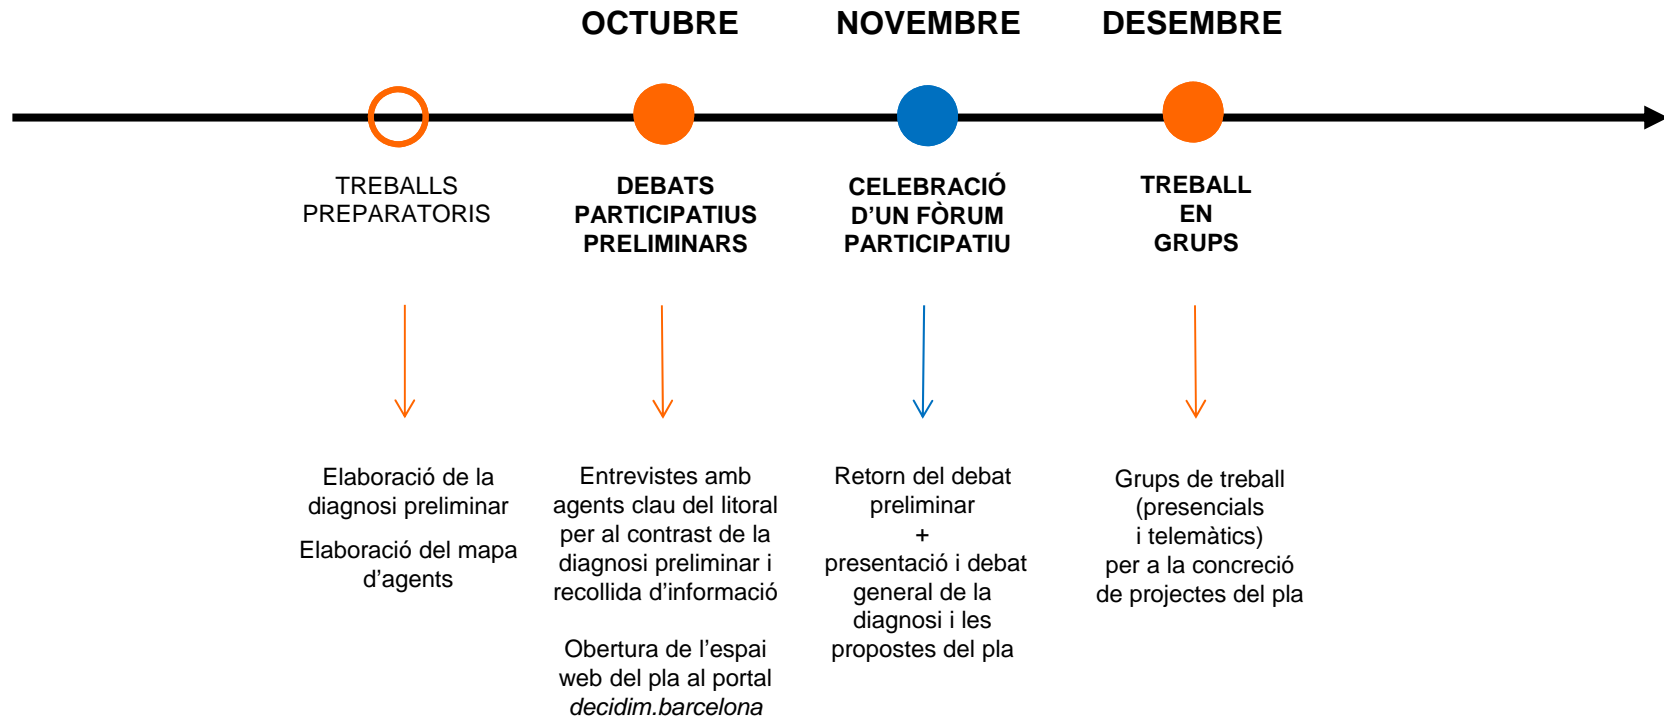 OCTUBRE
NOVEMBRE
DESEMBRE
TREBALLS
PREPARATORIS
DEBATS
PARTICIPATIUS
PRELIMINARS
CELEBRACIÓ
D’UN FÒRUM
PARTICIPATIU
TREBALL
EN
GRUPS
Elaboració de la
diagnosi preliminar
Elaboració del mapa
d’agents
Entrevistes amb
agents clau del litoral
per al contrast de la
diagnosi preliminar i
recollida d’informació
Obertura de l’espai
web del pla al portal
decidim.barcelona
Retorn del debat
preliminar
+
presentació i debat
general de la
diagnosi i les
propostes del pla
Grups de treball
(presencials
i telemàtics)
per a la concreció
de projectes del pla